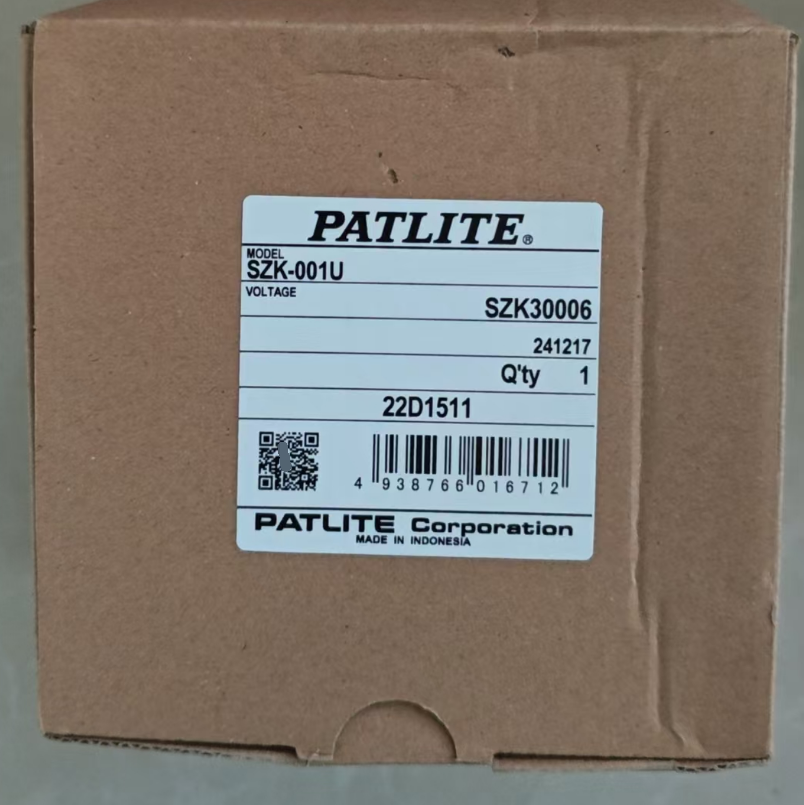 PATLITE®
MODEL
SZK-001U
VOLTAGE
SZK30006
241217
Q'ty 1
22D1511
4 938766 016712
PATLITE Corporation
MADE IN INDONESIA